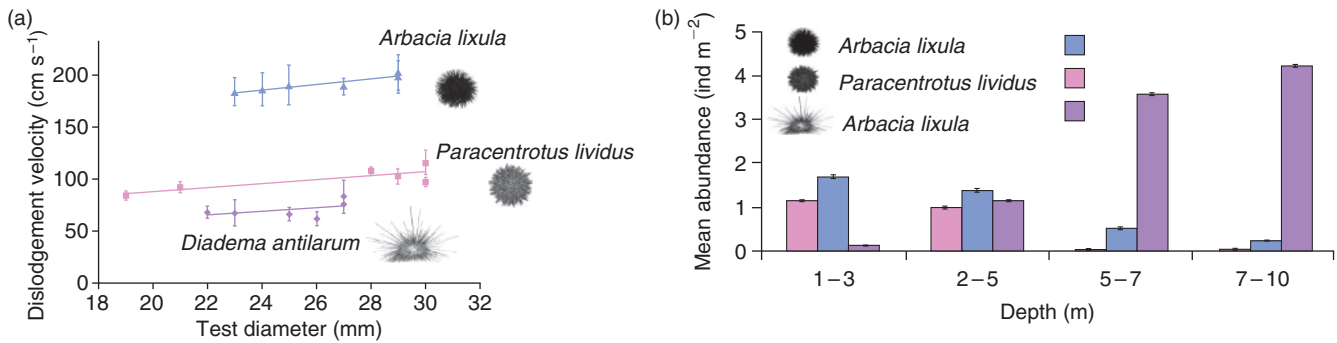 (a)
Dislodgement velocity (cm s⁻¹)
200
150
100
50
0
18 20 22 24 26 28 30 32
Test diameter (mm)
Arbacia lixula
Paracentrotus lividus
Diadema antilarum
(b)
Mean abundance (ind m⁻²)
5
4
3
2
1
0
Arbacia lixula
Paracentrotus lividus
Arbacia lixula
1–3 2–5 5–7 7–10
Depth (m)